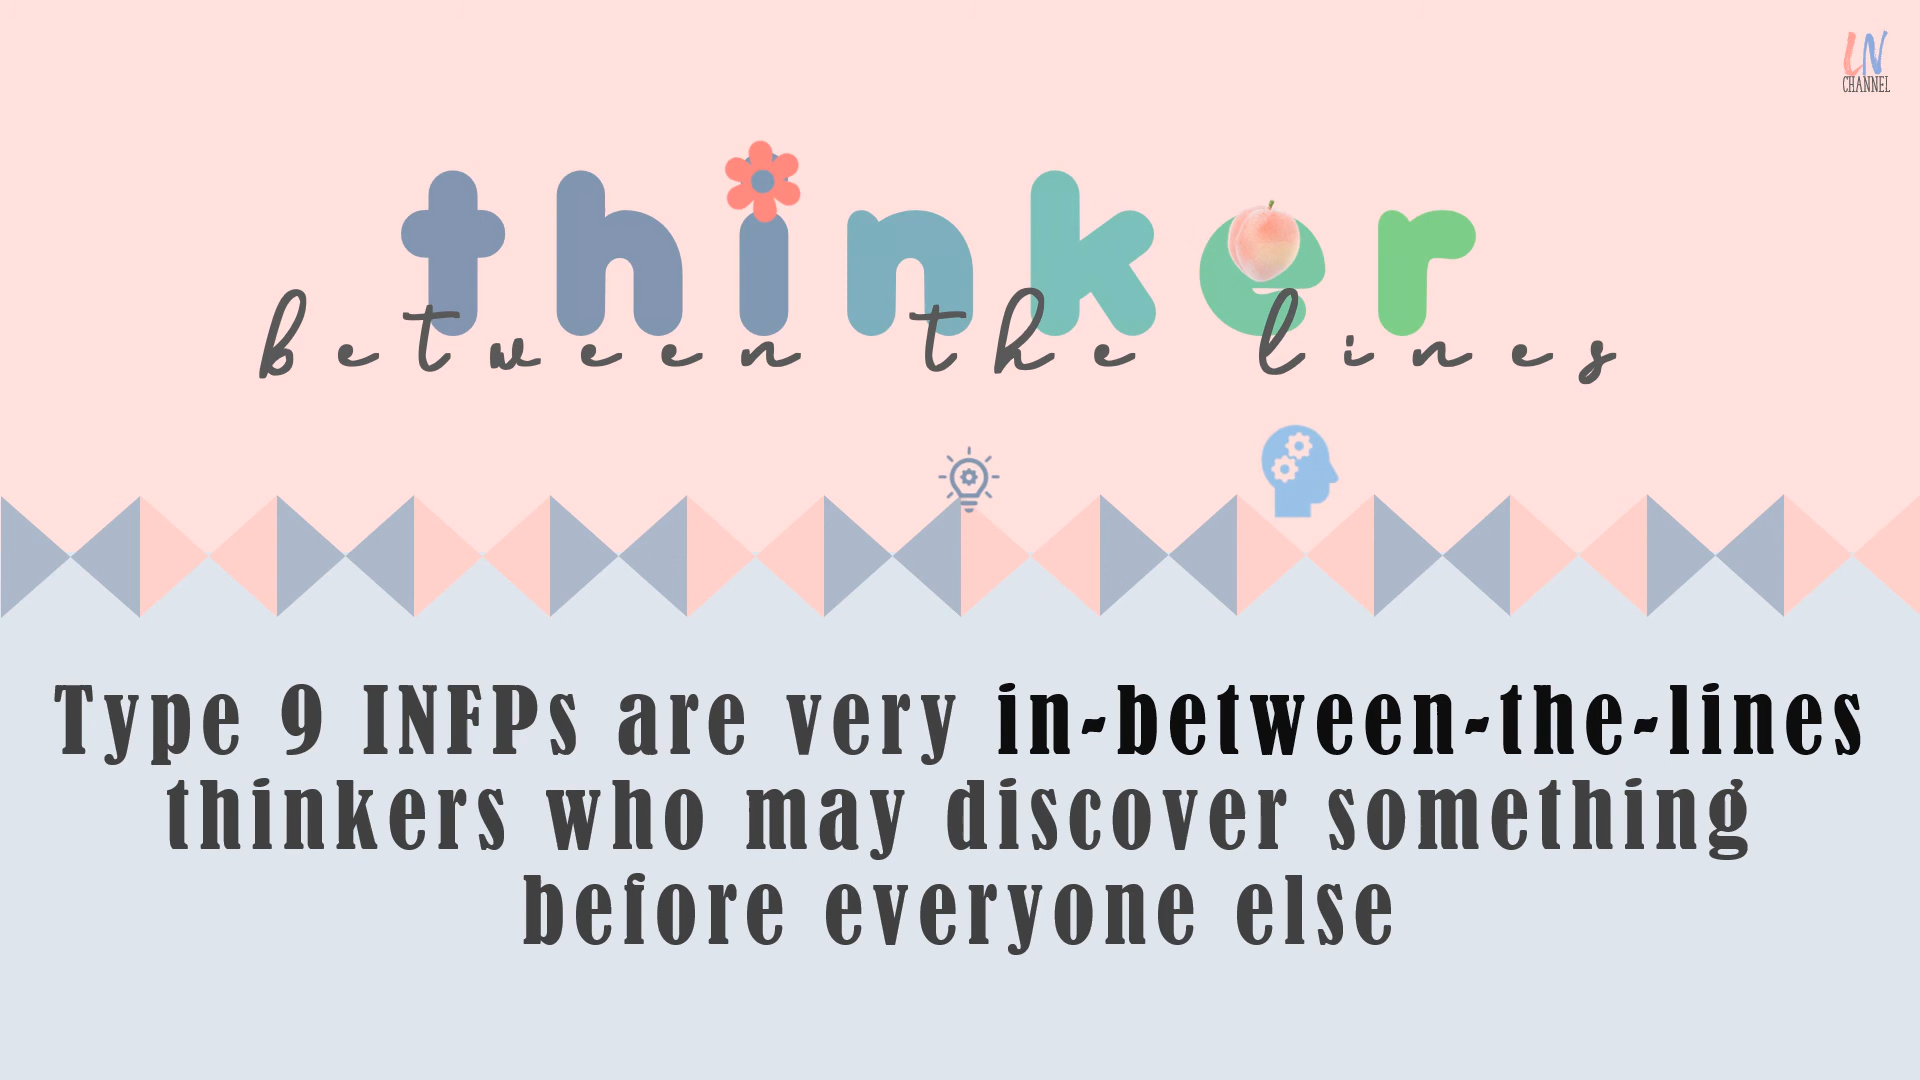 LN
CHANNEL
thinker
between the lines
Type 9 INFPs are very in-between-the-lines
thinkers who may discover something
before everyone else